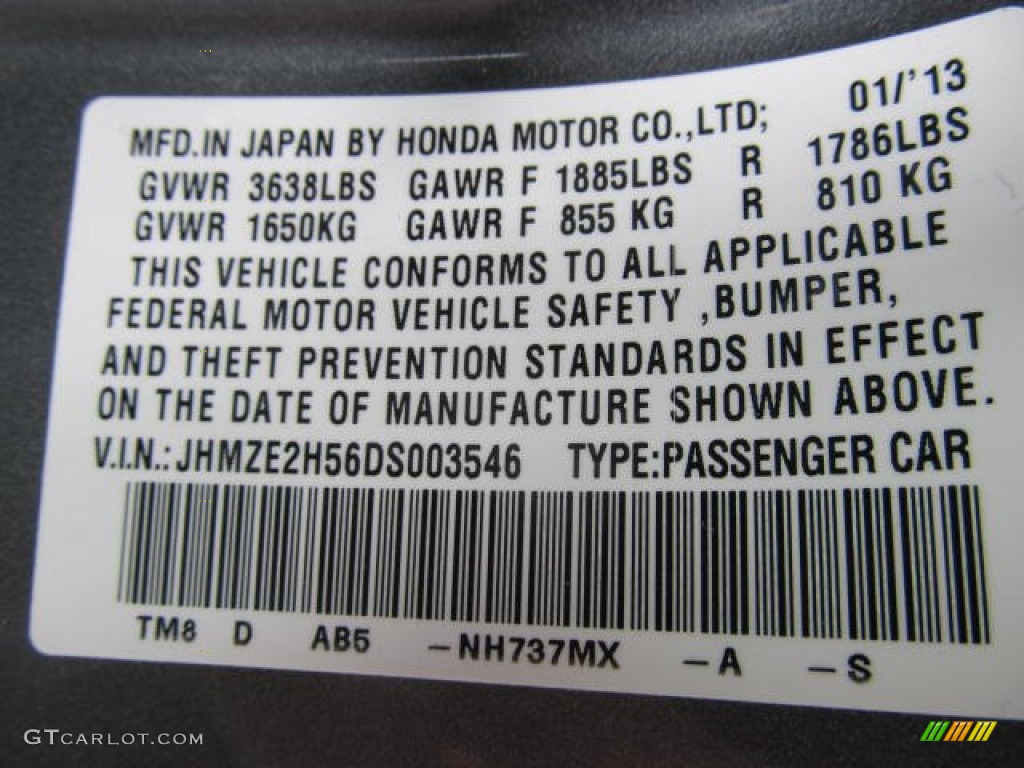 MFD.IN JAPAN BY HONDA MOTOR CO.,LTD; 01/'13
GVWR 3638LBS GAWR F 1885LBS R 1786LBS
GVWR 1650KG GAWR F 855 KG R 810 KG
THIS VEHICLE CONFORMS TO ALL APPLICABLE
FEDERAL MOTOR VEHICLE SAFETY ,BUMPER,
AND THEFT PREVENTION STANDARDS IN EFFECT
ON THE DATE OF MANUFACTURE SHOWN ABOVE.
V.I.N.:JHMZE2H56DS003546 TYPE:PASSENGER CAR
TM8 D AB5 -NH737MX -A -S
GTCARLOT.COM